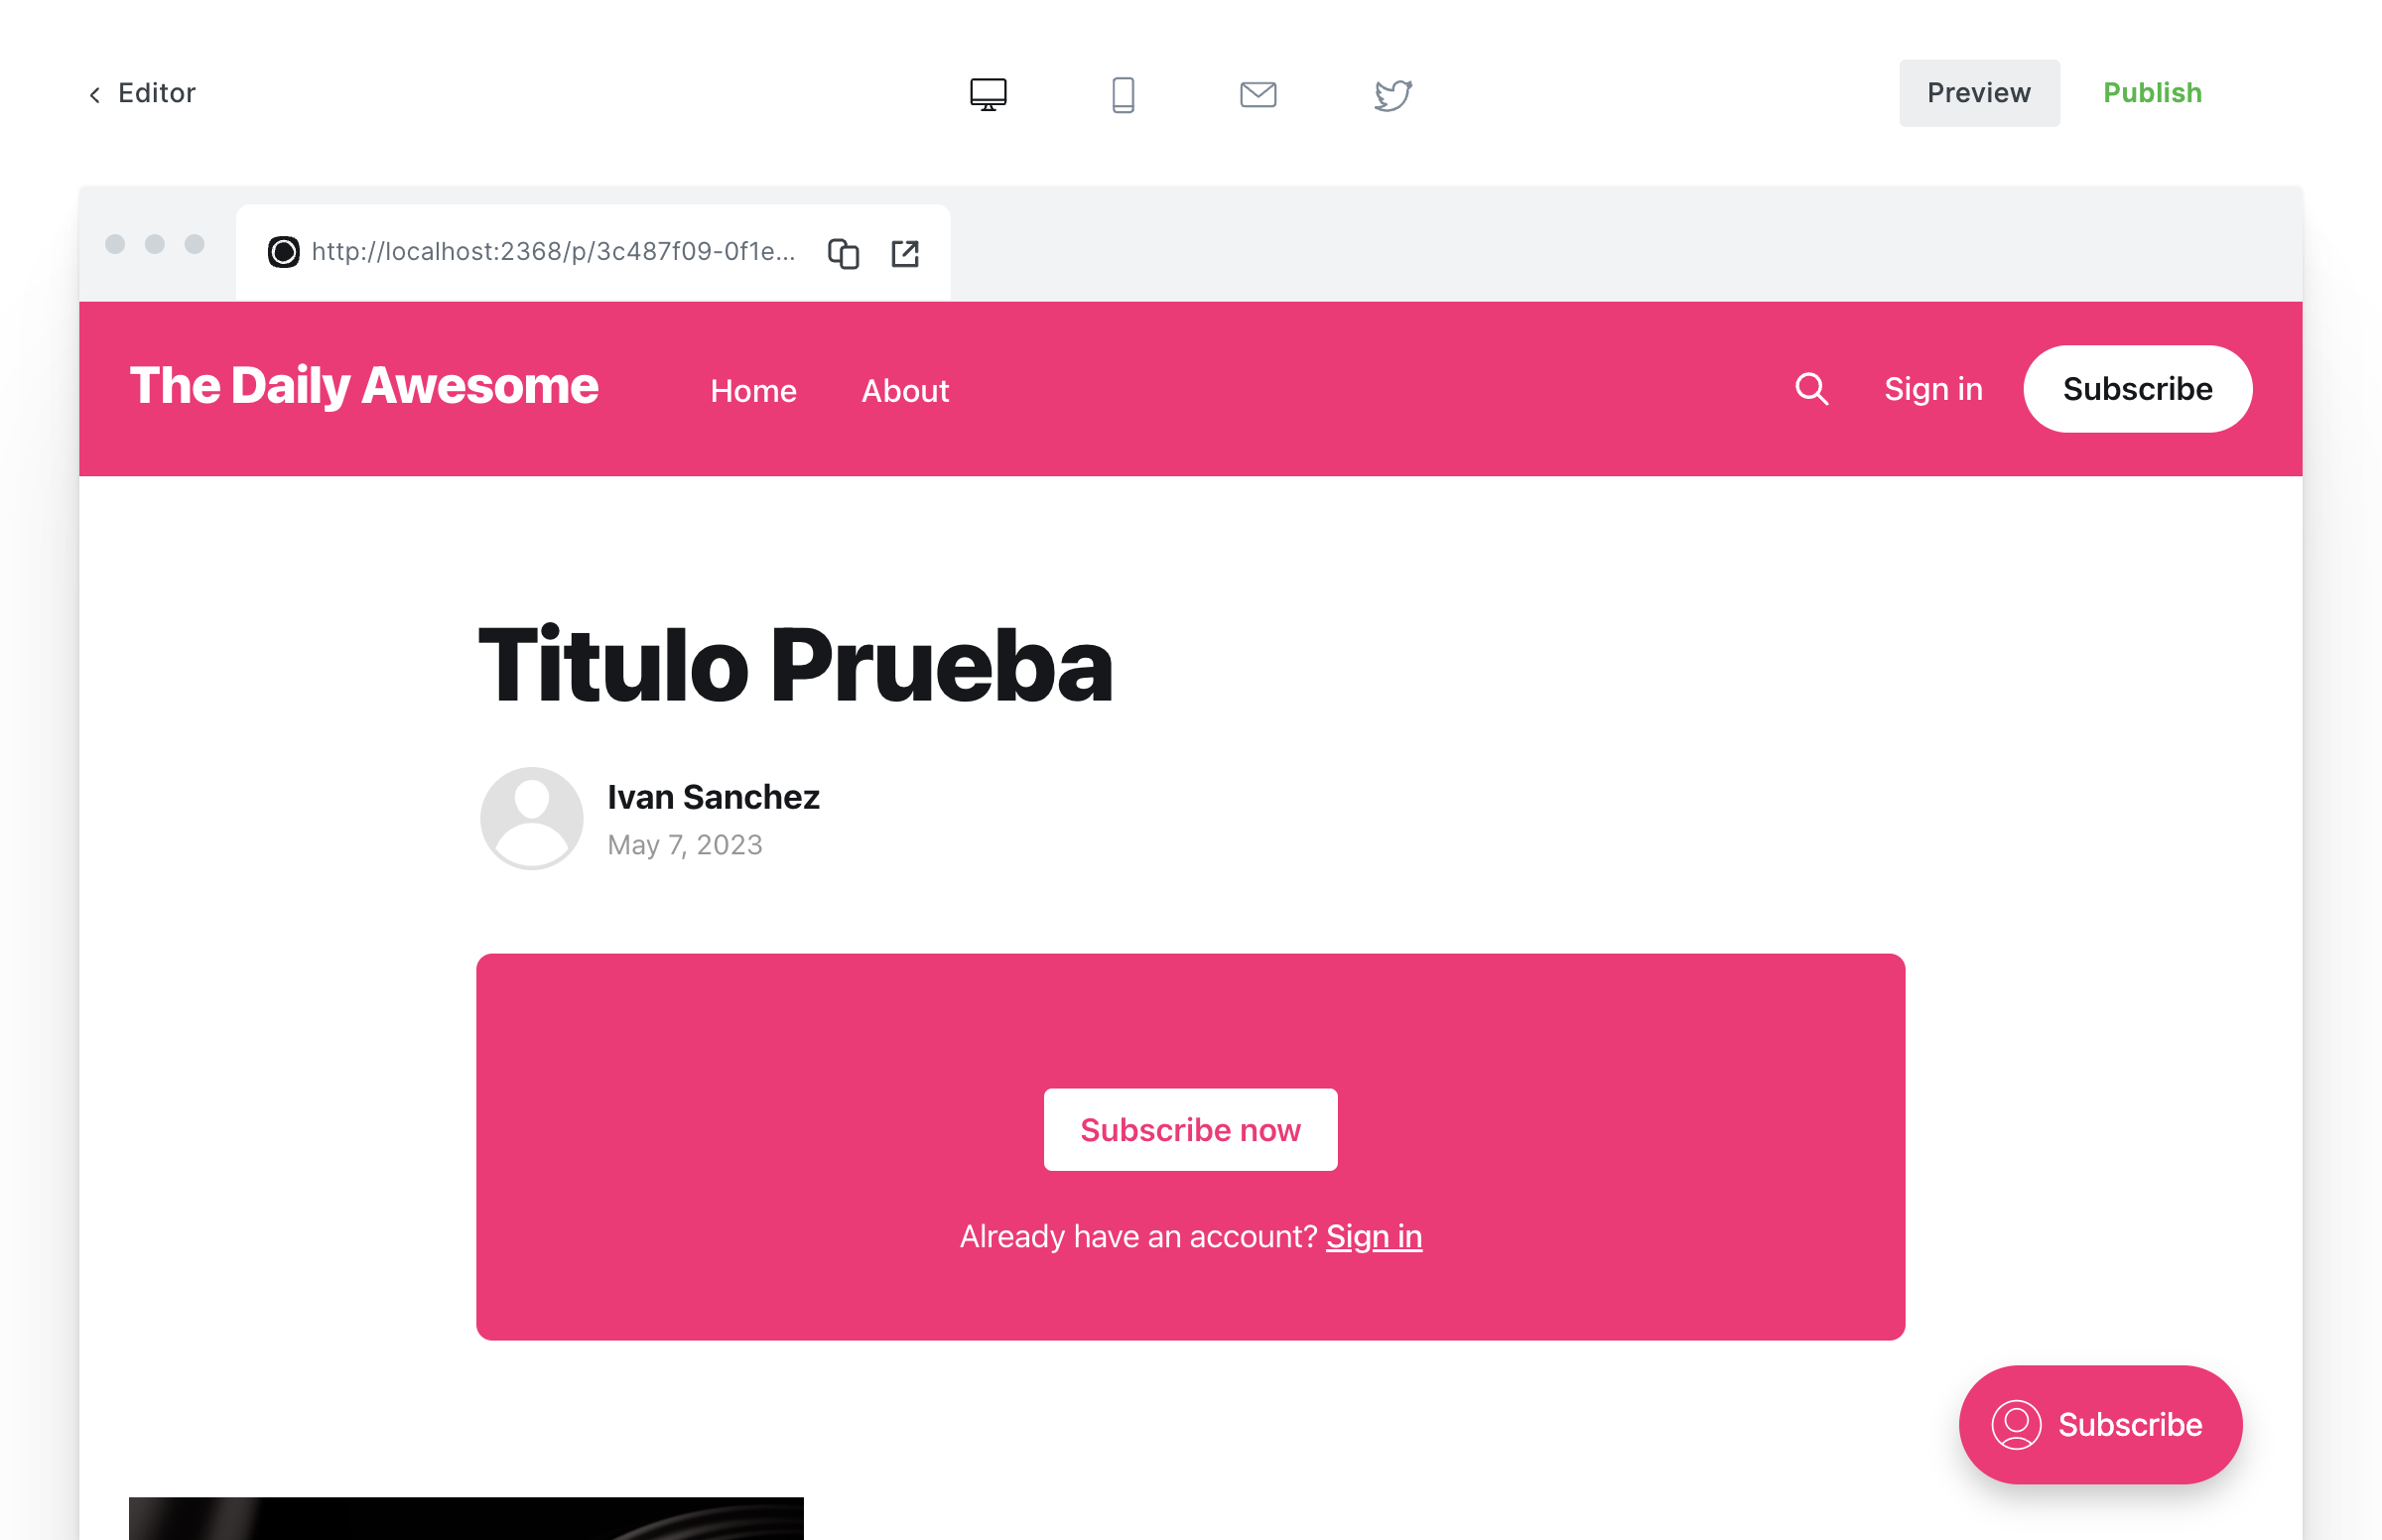 Editor
Preview
Publish
http://localhost:2368/p/3c487f09-0f1e...
The Daily Awesome
Home
About
Sign in
Subscribe
Titulo Prueba
Ivan Sanchez
May 7, 2023
Subscribe now
Already have an account? Sign in
Subscribe